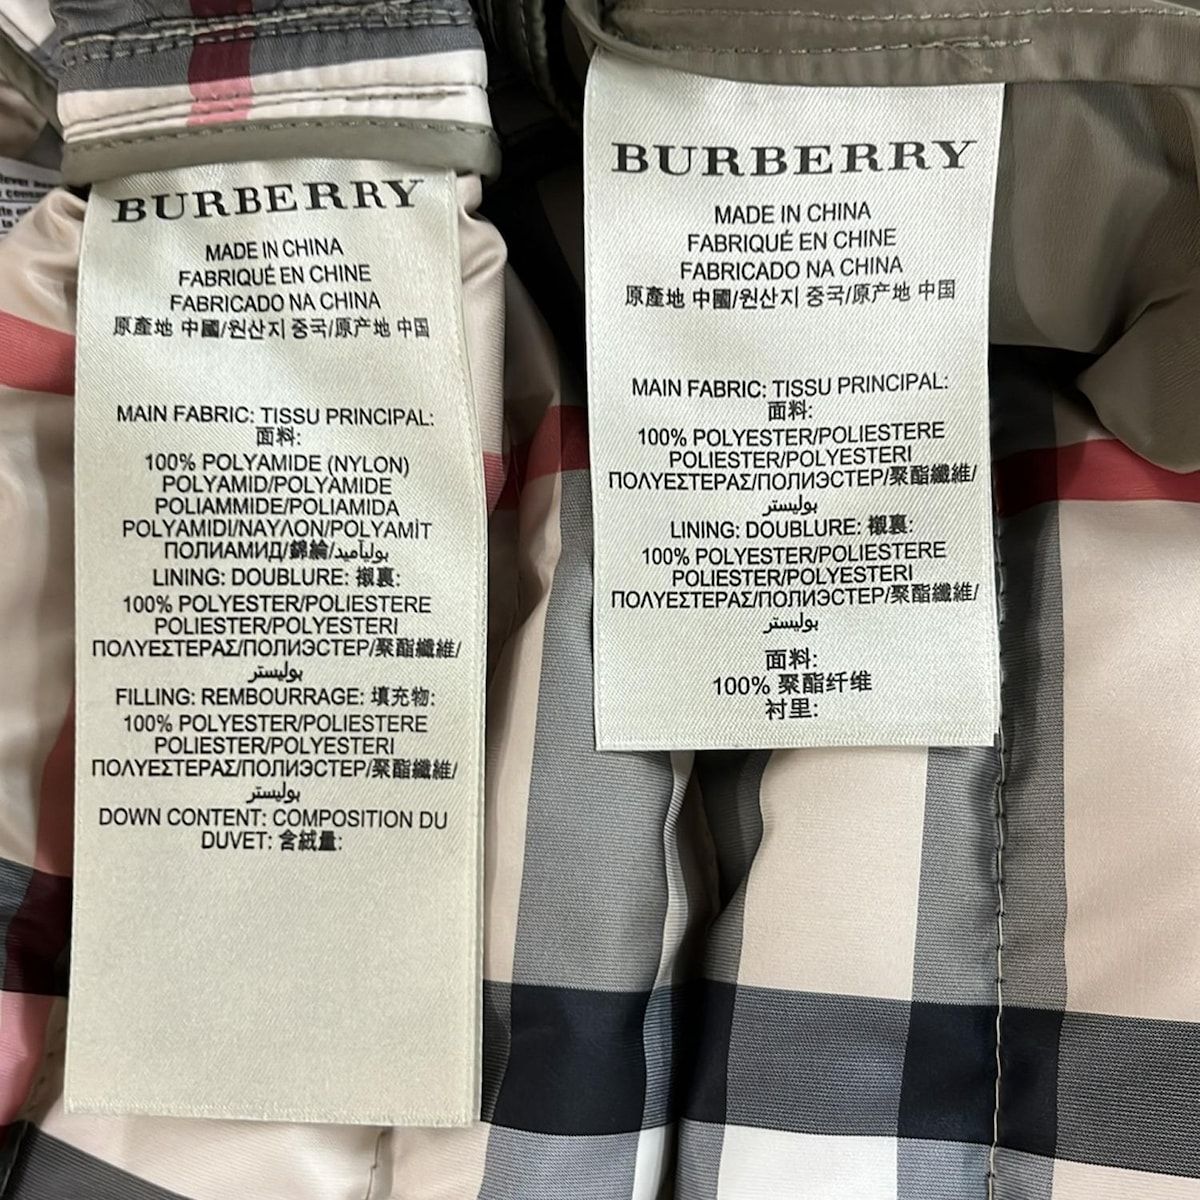 BURBERRY
MADE IN CHINA
FABRIQUÉ EN CHINE
FABRICADO NA CHINA
原產地 中國/원산지 중국/原产地 中国
MAIN FABRIC: TISSU PRINCIPAL:
面料:
100% POLYAMIDE (NYLON)
POLYAMID/POLYAMIDE
POLIAMMIDE/POLIAMIDA
POLYAMIDI/ΝΑΥΛΟΝ/POLYAMİT
ПОЛИАМИД/錦綸/بولیآمید
LINING: DOUBLURE: 襯裏:
100% POLYESTER/POLIESTERE
POLIESTER/POLYESTERI
ΠΟΛΥΕΣΤΕΡΑΣ/ПОЛИЭСТЕР/聚酯纖維/
بوليستر
FILLING: REMBOURRAGE: 填充物:
100% POLYESTER/POLIESTERE
POLIESTER/POLYESTERI
ΠΟΛΥΕΣΤΕΡΑΣ/ПОЛИЭСТЕР/聚酯纖維/
بوليستر
DOWN CONTENT: COMPOSITION DU
DUVET: 含絨量:
BURBERRY
MADE IN CHINA
FABRIQUÉ EN CHINE
FABRICADO NA CHINA
原產地 中國/원산지 중국/原产地 中国
MAIN FABRIC: TISSU PRINCIPAL:
面料:
100% POLYESTER/POLIESTERE
POLIESTER/POLYESTERI
ΠΟΛΥΕΣΤΕΡΑΣ/ПОЛИЭСТЕР/聚酯纖維/
بوليستر
LINING: DOUBLURE: 襯裏:
100% POLYESTER/POLIESTERE
POLIESTER/POLYESTERI
ΠΟΛΥΕΣΤΕΡΑΣ/ПОЛИЭСТЕР/聚酯纖維/
بوليستر
面料:
100% 聚酯纤维
衬里: